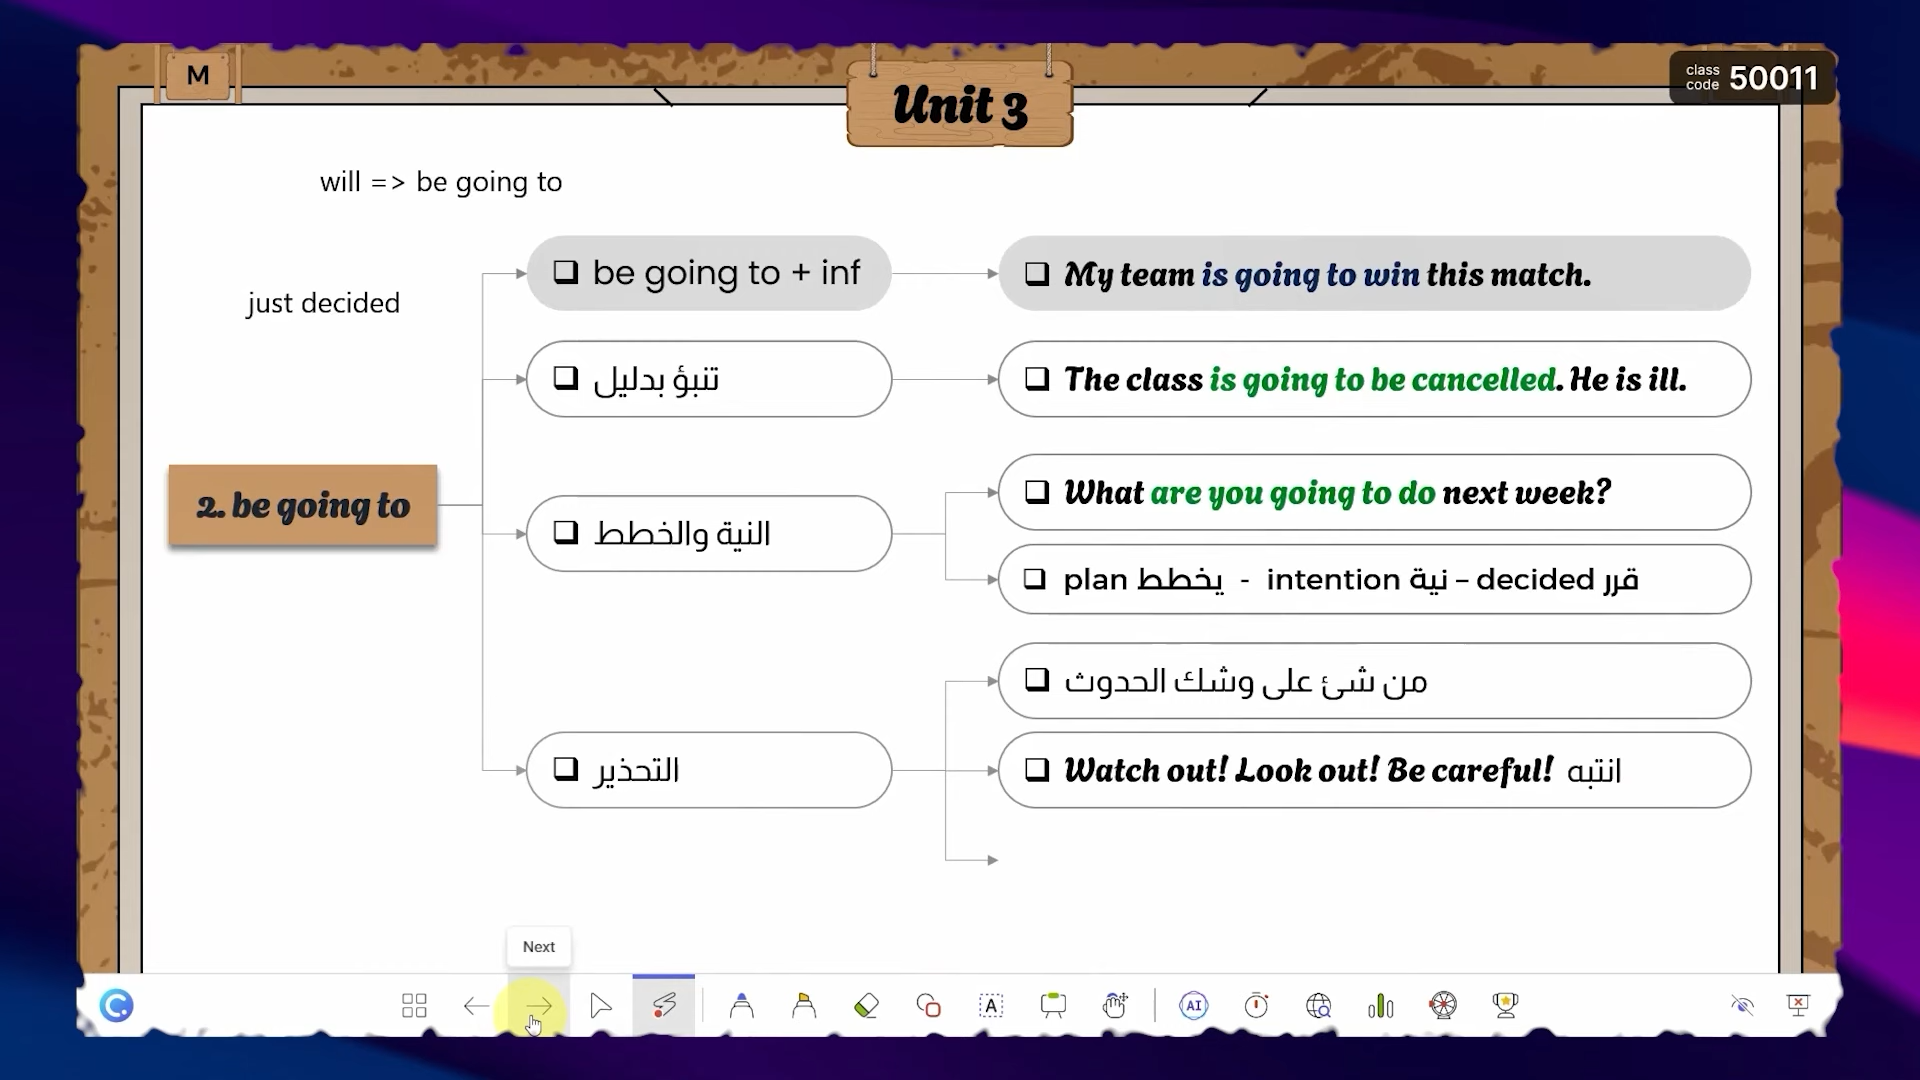 M
Unit 3
class code 50011
will => be going to
just decided
2. be going to
❑ be going to + inf
❑ My team is going to win this match.
❑ تنبؤ بدليل
❑ The class is going to be cancelled. He is ill.
❑ النية والخطط
❑ What are you going to do next week?
❑ plan يخطط - intention نية – decided قرر
❑ التحذير
❑ من شئ على وشك الحدوث
❑ Watch out! Look out! Be careful! انتبه
Next
A
AI